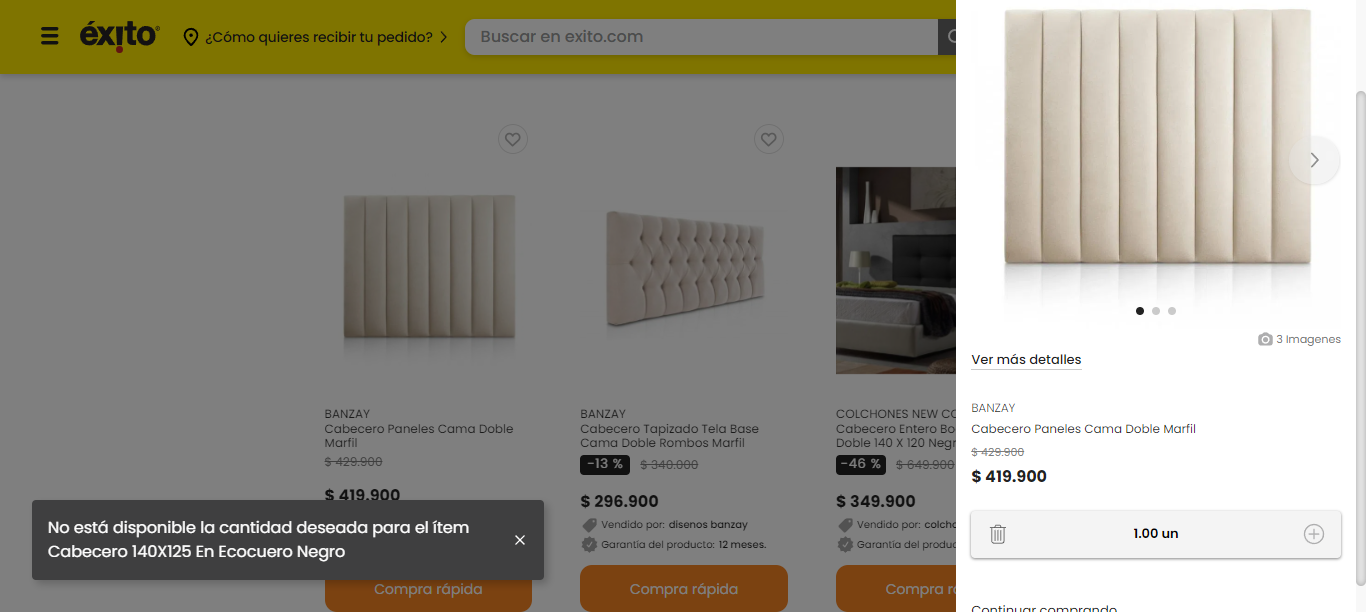 éxito
¿Cómo quieres recibir tu pedido?
Buscar en exito.com
BANZAY
Cabecero Paneles Cama Doble
Marfil
$ 429.900
$ 419.900
BANZAY
Cabecero Tapizado Tela Base
Cama Doble Rombos Marfil
-13 % $ 340.000
$ 296.900
Vendido por: disenos banzay
Garantía del producto: 12 meses.
Compra rápida
COLCHONES NEW CO
Cabecero Entero Bo
Doble 140 X 120 Negr
-46 % $ 649.900
$ 349.900
Vendido por: colcho
Garantía del produc
Compra r
No está disponible la cantidad deseada para el ítem
Cabecero 140X125 En Ecocuero Negro
Compra rápida
3 Imagenes
Ver más detalles
BANZAY
Cabecero Paneles Cama Doble Marfil
$ 429.900
$ 419.900
1.00 un
Continuar comprando